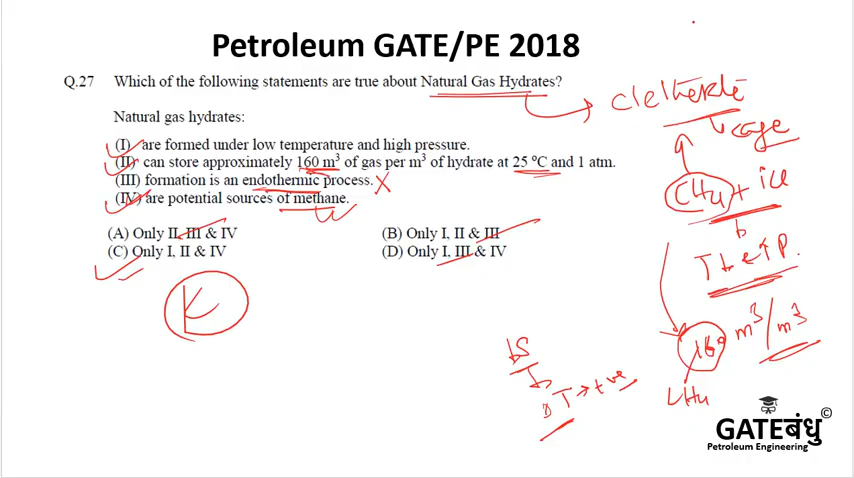 Petroleum GATE/PE 2018
Q.27 Which of the following statements are true about Natural Gas Hydrates?
Natural gas hydrates:
(I) are formed under low temperature and high pressure.
(II) can store approximately 160 m³ of gas per m³ of hydrate at 25 °C and 1 atm.
(III) formation is an endothermic process.
(IV) are potential sources of methane.
(A) Only II, III & IV (B) Only I, II & III
(C) Only I, II & IV (D) Only I, III & IV
cage
CH4 +
T↓ & ↑P.
m³/m³
T → +ve
GATEबंधु ©
Petroleum Engineering